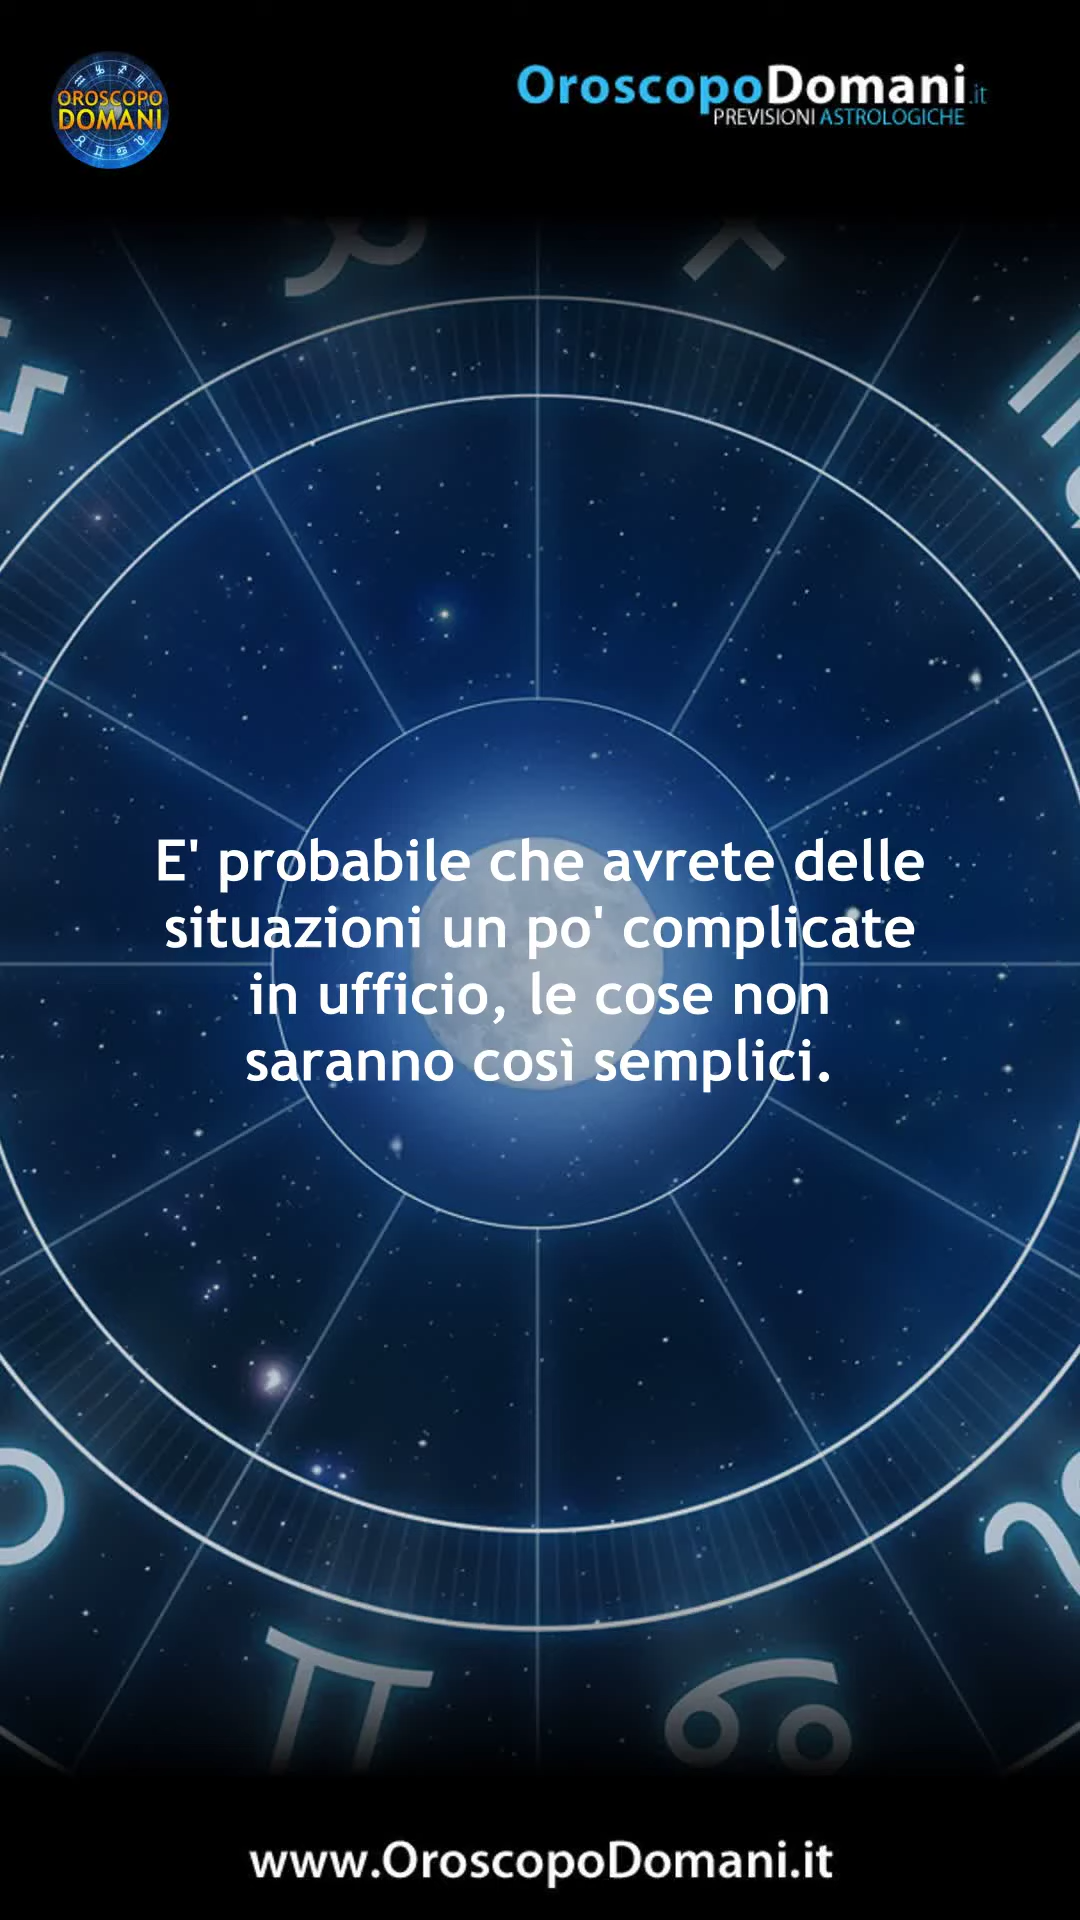 OROSCOPO
DOMANI
OroscopoDomani.it
PREVISIONI ASTROLOGICHE
E' probabile che avrete delle
situazioni un po' complicate
in ufficio, le cose non
saranno così semplici.
www.OroscopoDomani.it